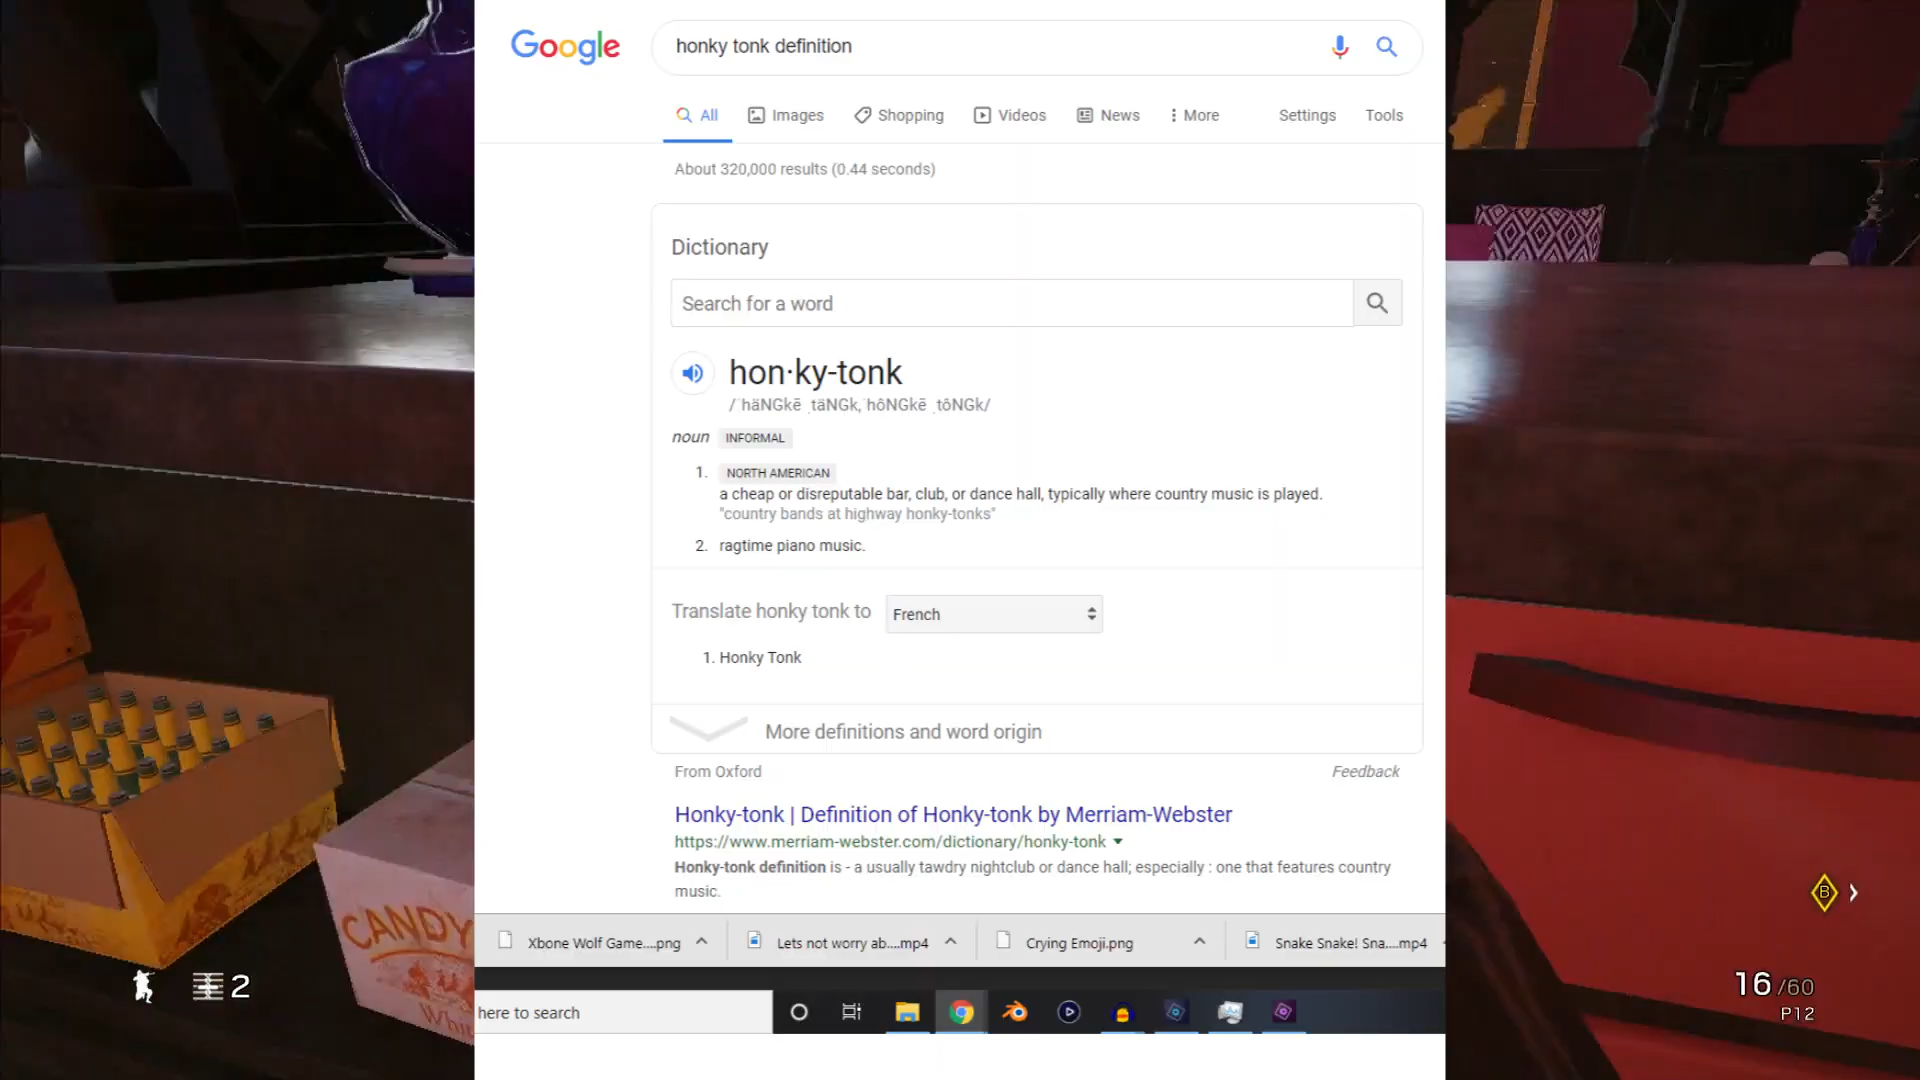 Google
honky tonk definition
All Images Shopping Videos News More Settings Tools
About 320,000 results (0.44 seconds)
Dictionary
Search for a word
hon·ky-tonk
/ˈhäNGkē ˌtäNGk,ˈhôNGkē ˌtôNGk/
noun INFORMAL
1. NORTH AMERICAN
a cheap or disreputable bar, club, or dance hall, typically where country music is played.
"country bands at highway honky-tonks"
2. ragtime piano music.
Translate honky tonk to French
1. Honky Tonk
More definitions and word origin
From Oxford Feedback
Honky-tonk | Definition of Honky-tonk by Merriam-Webster
https://www.merriam-webster.com/dictionary/honky-tonk
Honky-tonk definition is - a usually tawdry nightclub or dance hall; especially : one that features country
music.
Xbone Wolf Game....png Lets not worry ab....mp4 Crying Emoji.png Snake Snake! Sna....mp4
here to search
CANDY
Whi
2
B
16/60
P12